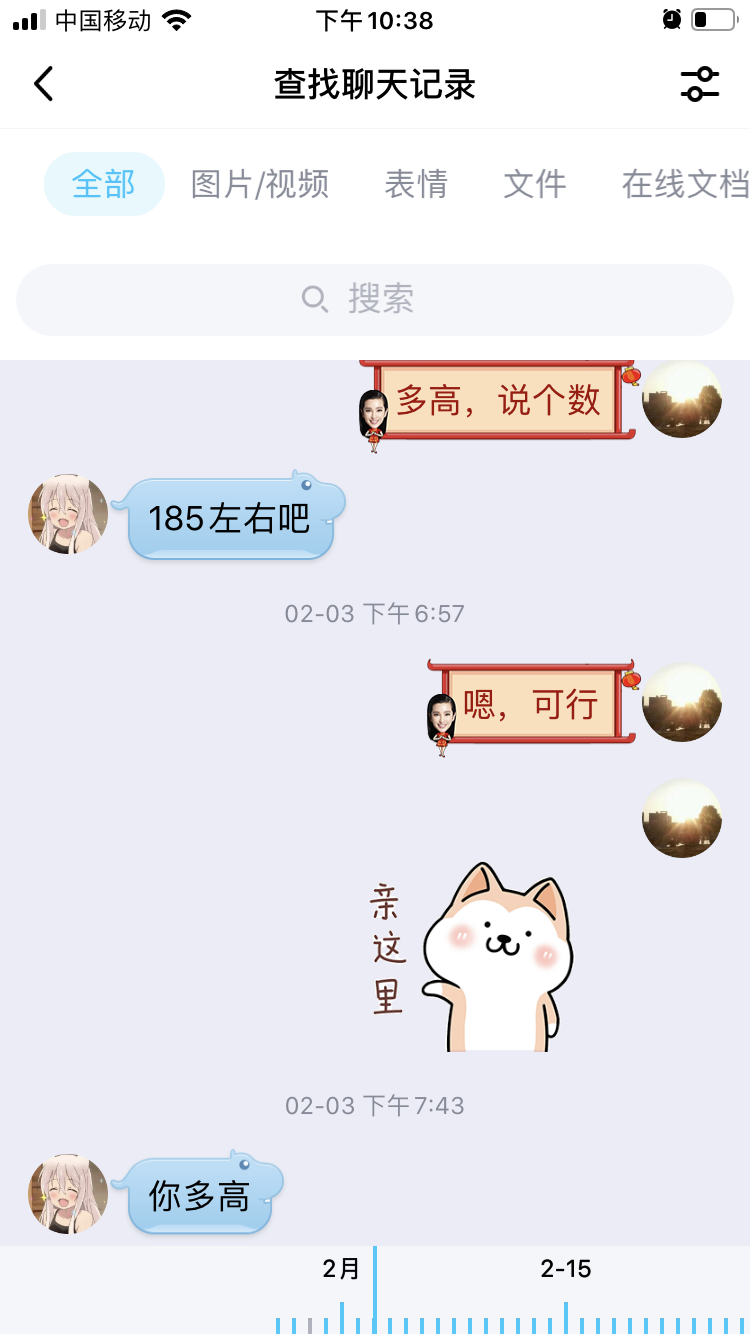 中国移动
下午10:38
查找聊天记录
全部 图片/视频 表情 文件 在线文档
搜索
多高，说个数
185左右吧
02-03 下午6:57
嗯，可行
亲
这
里
02-03 下午7:43
你多高
2月
2-15